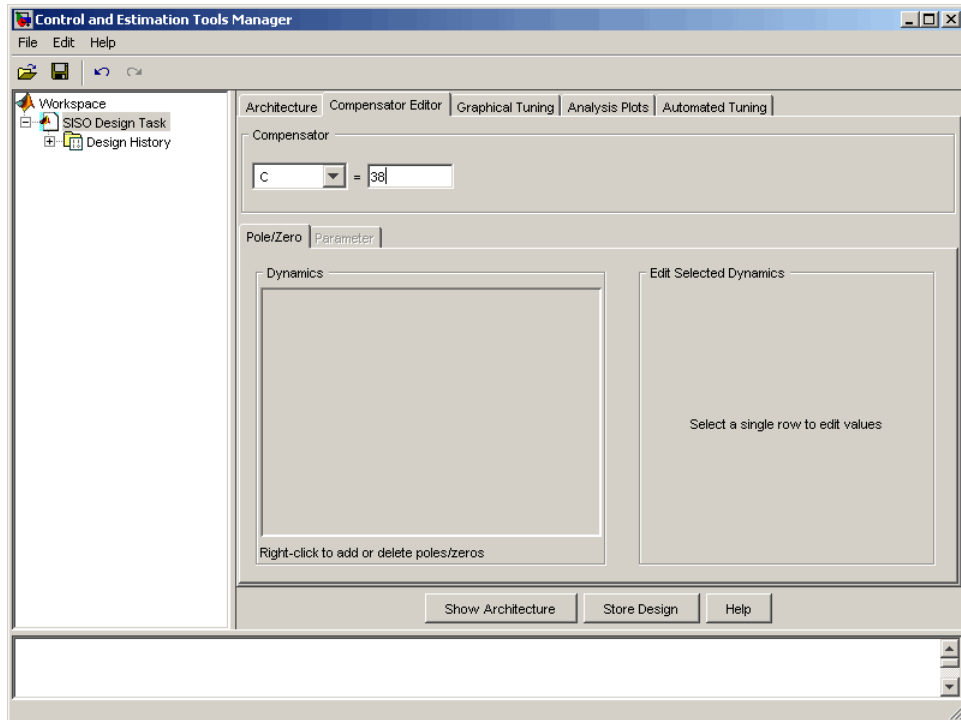 Control and Estimation Tools Manager
File Edit Help
Workspace
SISO Design Task
Design History
Architecture Compensator Editor Graphical Tuning Analysis Plots Automated Tuning
Compensator
C = 38
Pole/Zero Parameter
Dynamics
Edit Selected Dynamics
Select a single row to edit values
Right-click to add or delete poles/zeros
Show Architecture Store Design Help